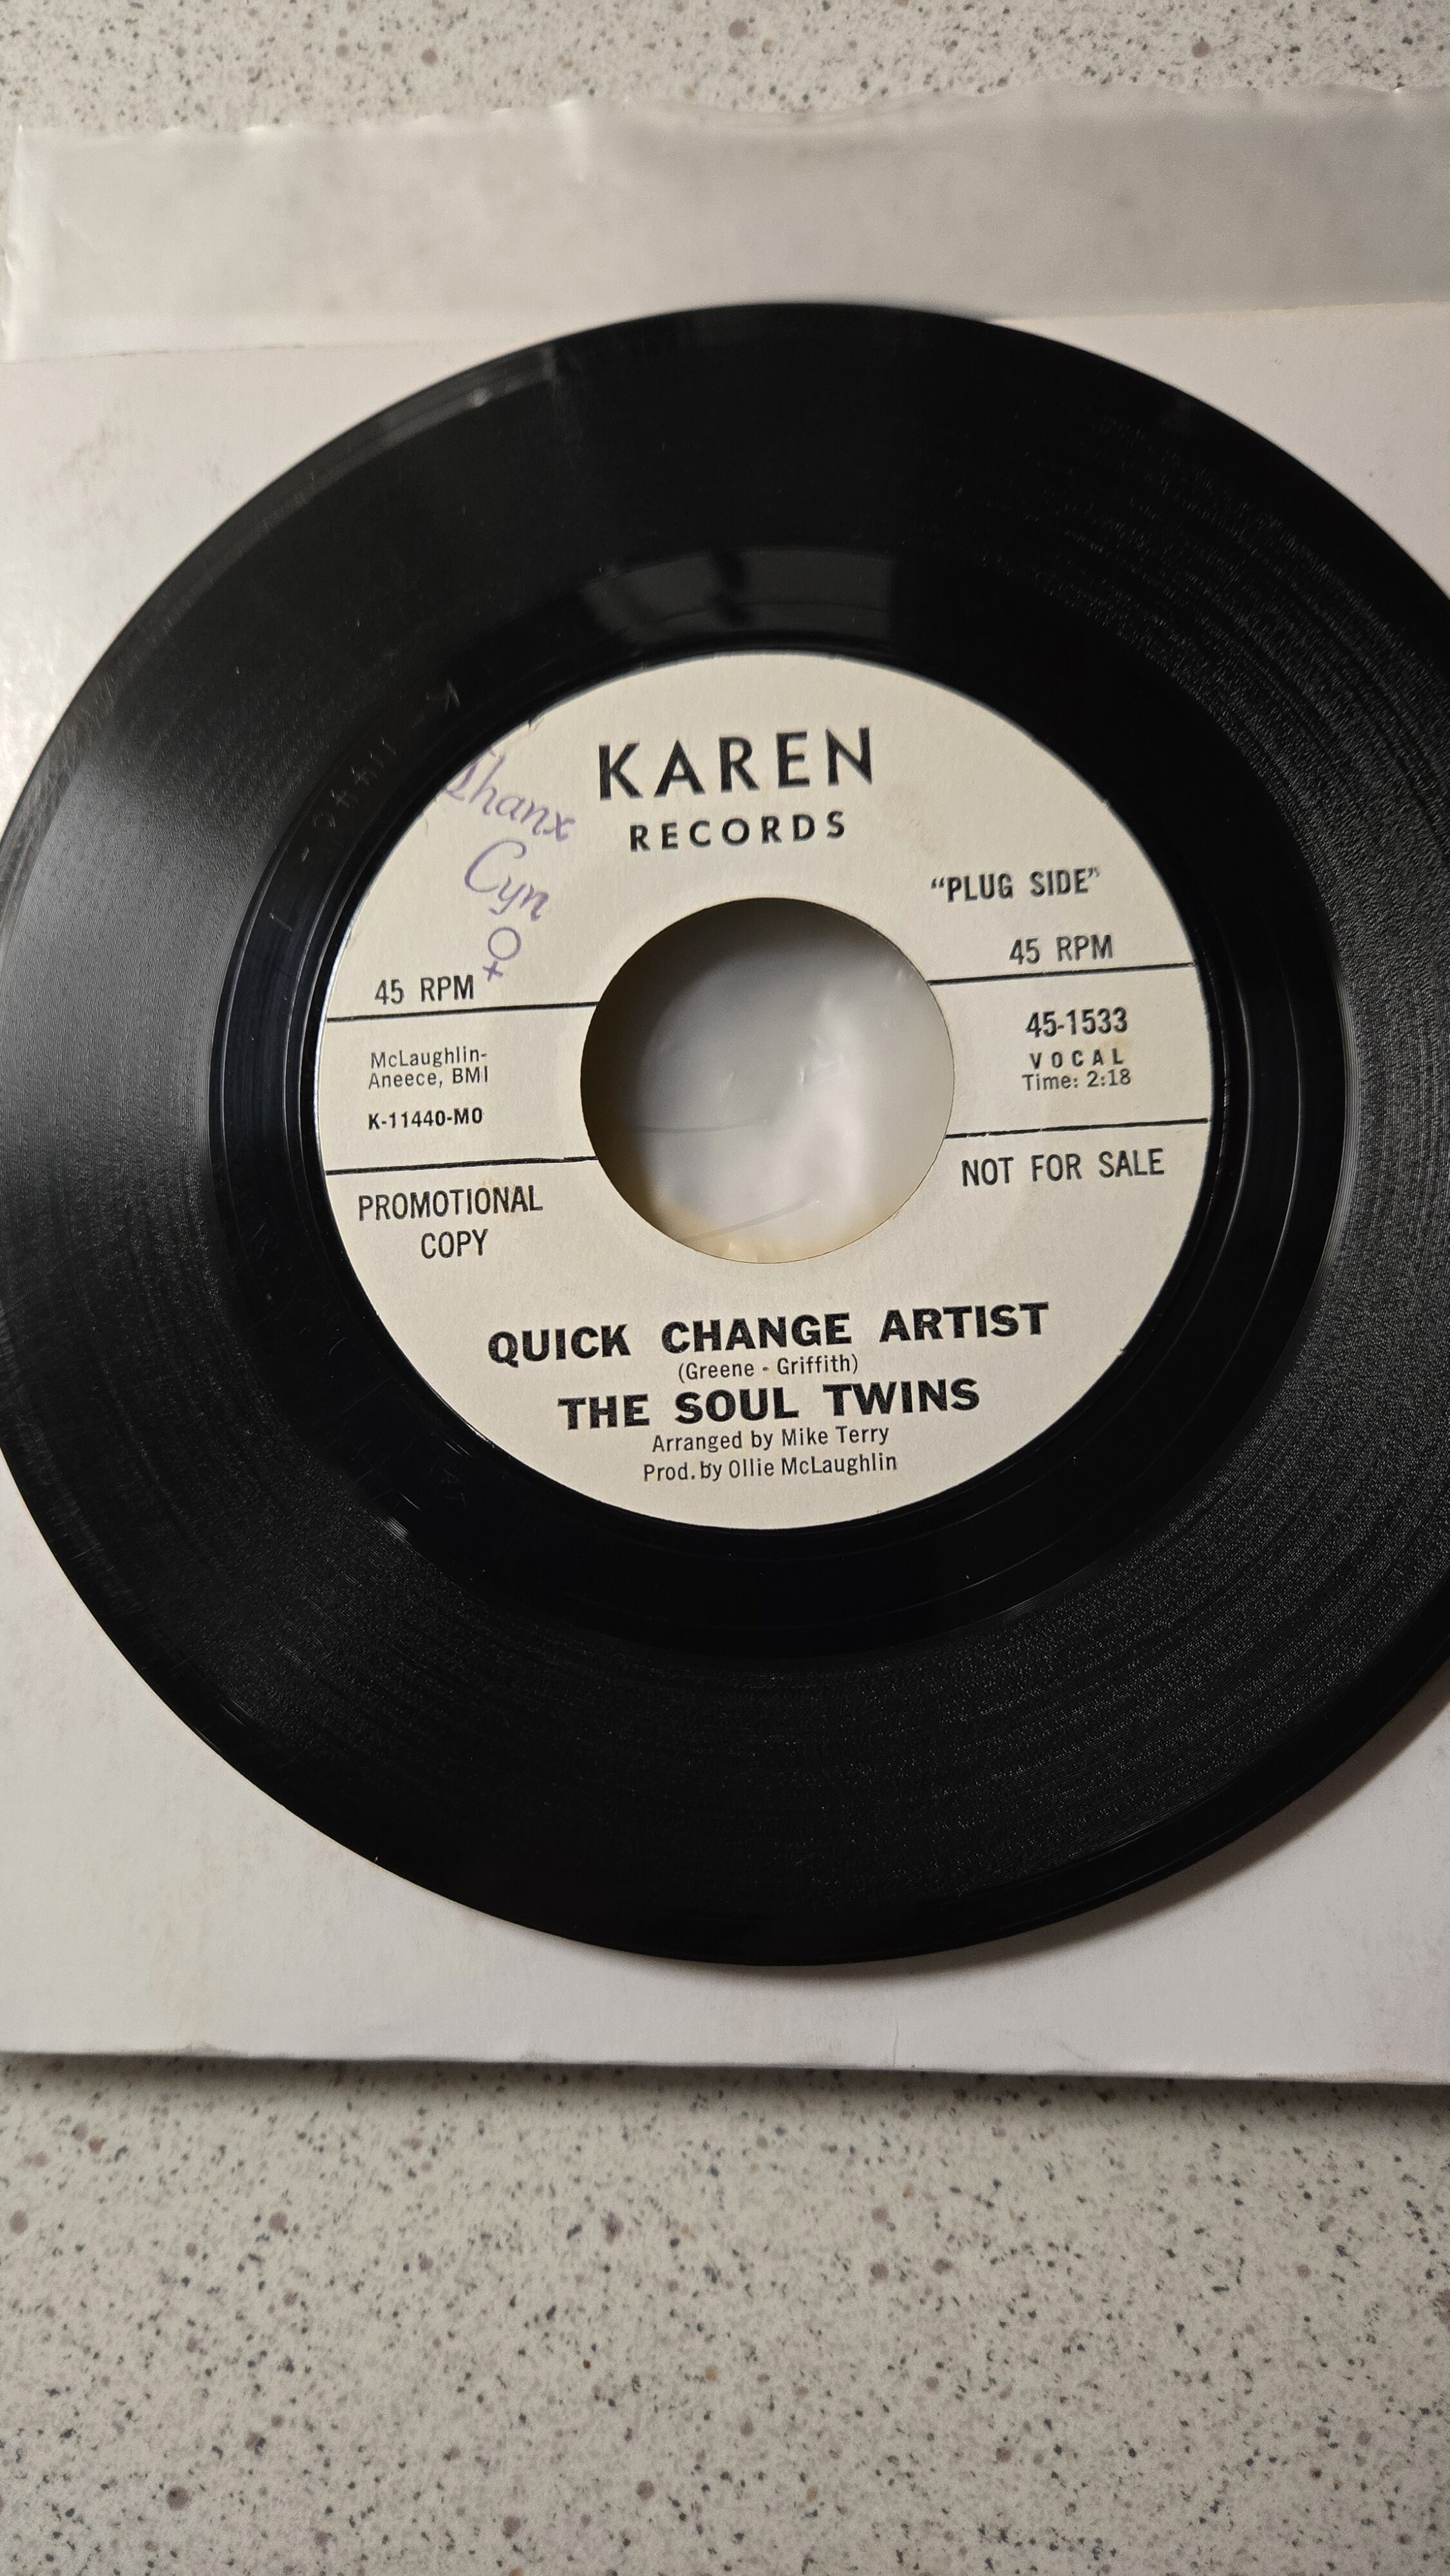 KAREN
RECORDS
Thanx
Cyn
♀
"PLUG SIDE"
45 RPM
45 RPM
McLaughlin-
Aneece, BMI
K-11440-MO
45-1533
VOCAL
Time: 2:18
PROMOTIONAL
COPY
NOT FOR SALE
QUICK CHANGE ARTIST
(Greene - Griffith)
THE SOUL TWINS
Arranged by Mike Terry
Prod. by Ollie McLaughlin